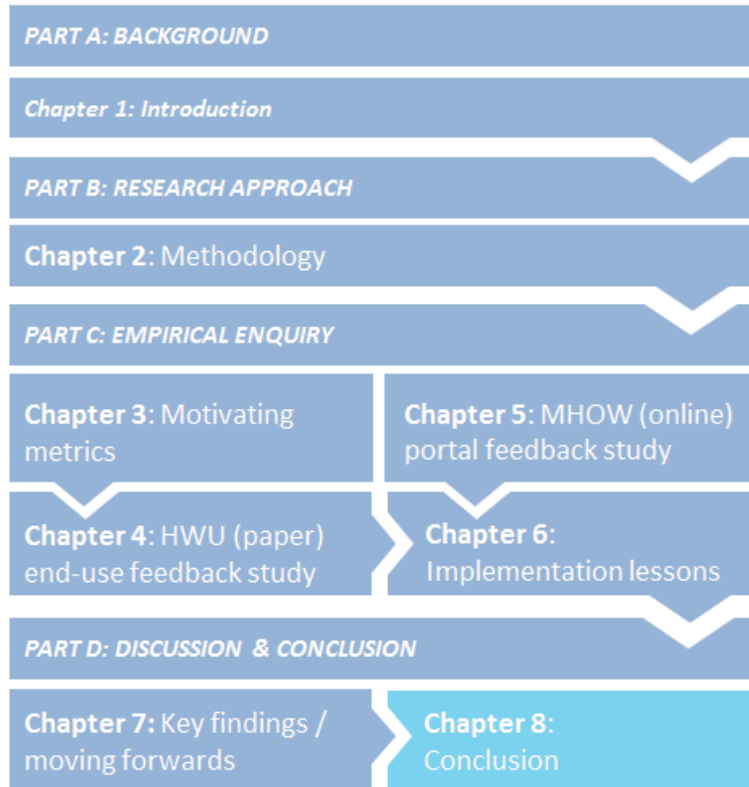 PART A: BACKGROUND
Chapter 1: Introduction
PART B: RESEARCH APPROACH
Chapter 2: Methodology
PART C: EMPIRICAL ENQUIRY
Chapter 3: Motivating
metrics
Chapter 4: HWU (paper)
end-use feedback study
Chapter 5: MHOW (online)
portal feedback study
Chapter 6:
Implementation lessons
PART D: DISCUSSION & CONCLUSION
Chapter 7: Key findings /
moving forwards
Chapter 8:
Conclusion